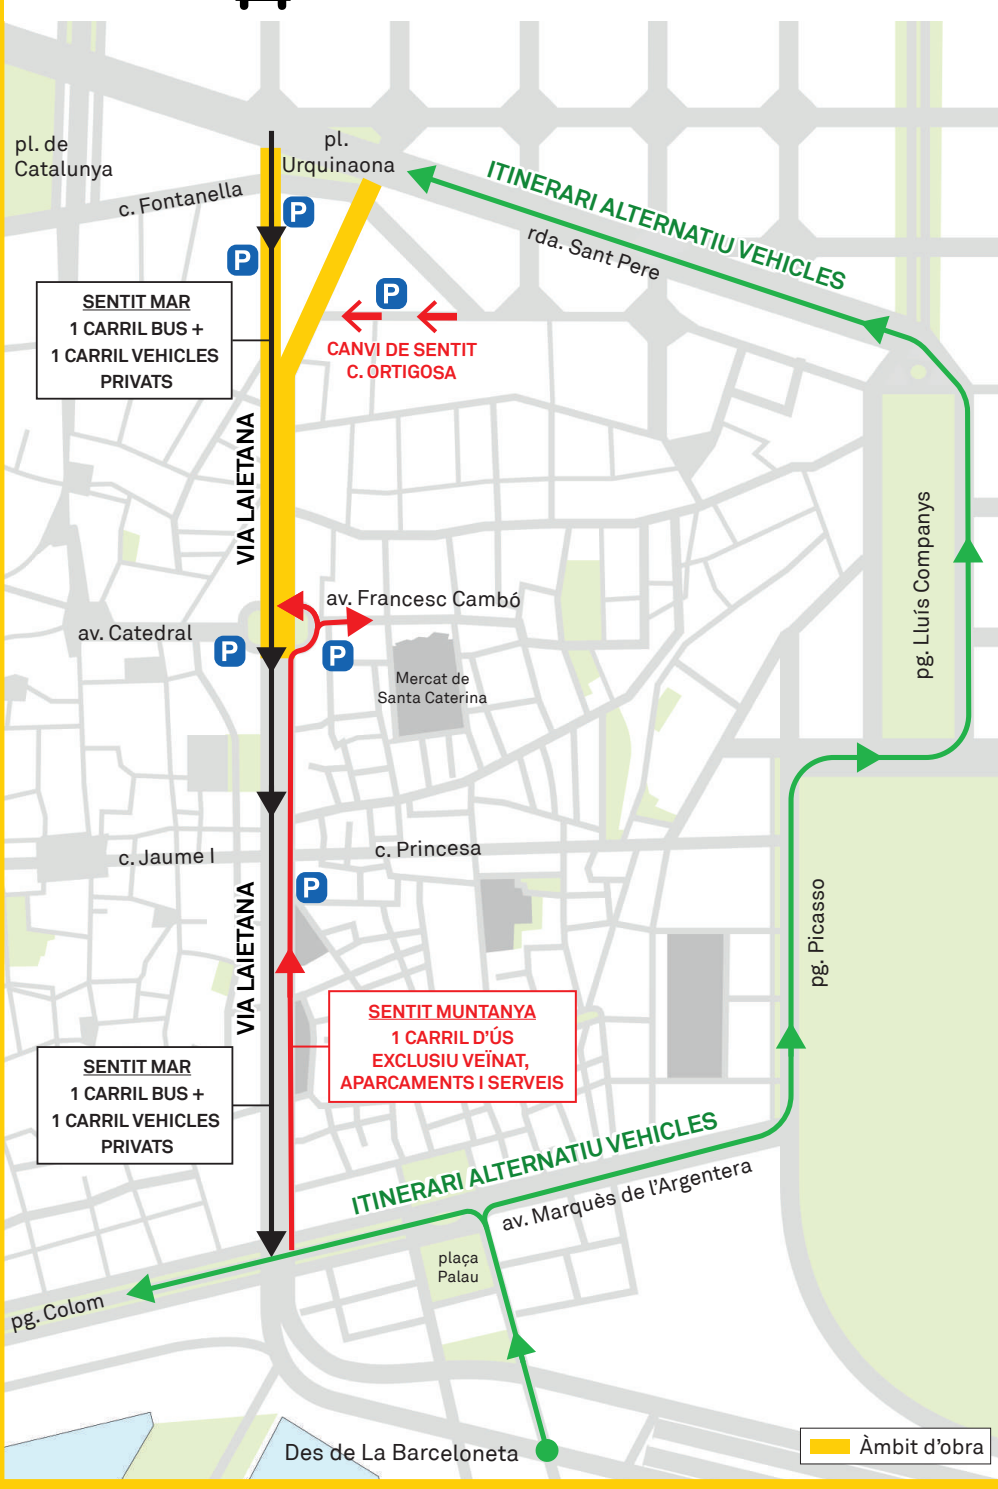 pl. de
Catalunya
pl.
Urquinaona
c. Fontanella
P
P
ITINERARI ALTERNATIU VEHICLES
rda. Sant Pere
P
CANVI DE SENTIT
C. ORTIGOSA
SENTIT MAR
1 CARRIL BUS +
1 CARRIL VEHICLES
PRIVATS
VIA LAIETANA
pg. Lluís Companys
av. Francesc Cambó
av. Catedral
P
P
Mercat de
Santa Caterina
c. Jaume I
c. Princesa
P
VIA LAIETANA
pg. Picasso
SENTIT MUNTANYA
1 CARRIL D'ÚS
EXCLUSIU VEÏNAT,
APARCAMENTS I SERVEIS
SENTIT MAR
1 CARRIL BUS +
1 CARRIL VEHICLES
PRIVATS
ITINERARI ALTERNATIU VEHICLES
av. Marquès de l'Argentera
plaça
Palau
pg. Colom
Des de La Barceloneta
Àmbit d'obra